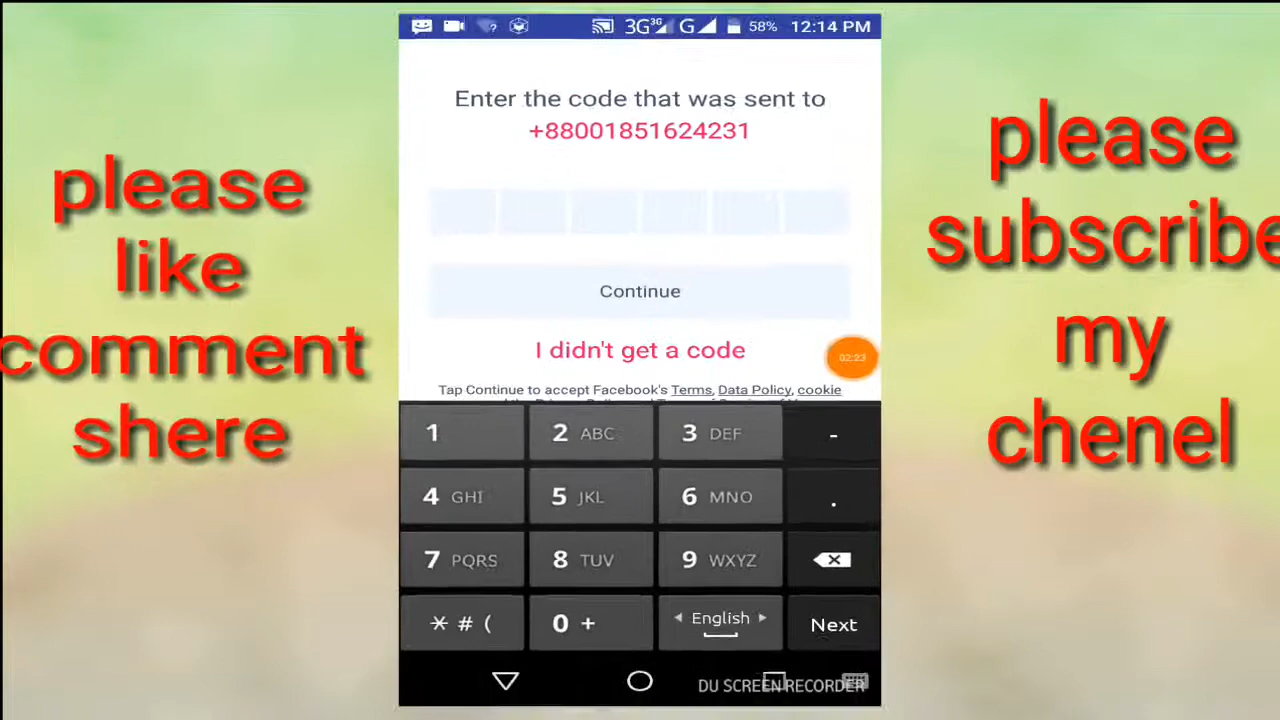 3G 3G G 58% 12:14 PM
Enter the code that was sent to
+88001851624231
Continue
I didn't get a code
02:23
Tap Continue to accept Facebook's Terms, Data Policy, cookie
please
like
comment
shere
please
subscribe
my
chenel
1 2 ABC 3 DEF -
4 GHI 5 JKL 6 MNO .
7 PQRS 8 TUV 9 WXYZ
* # ( 0 + English Next
DU SCREEN RECORDER